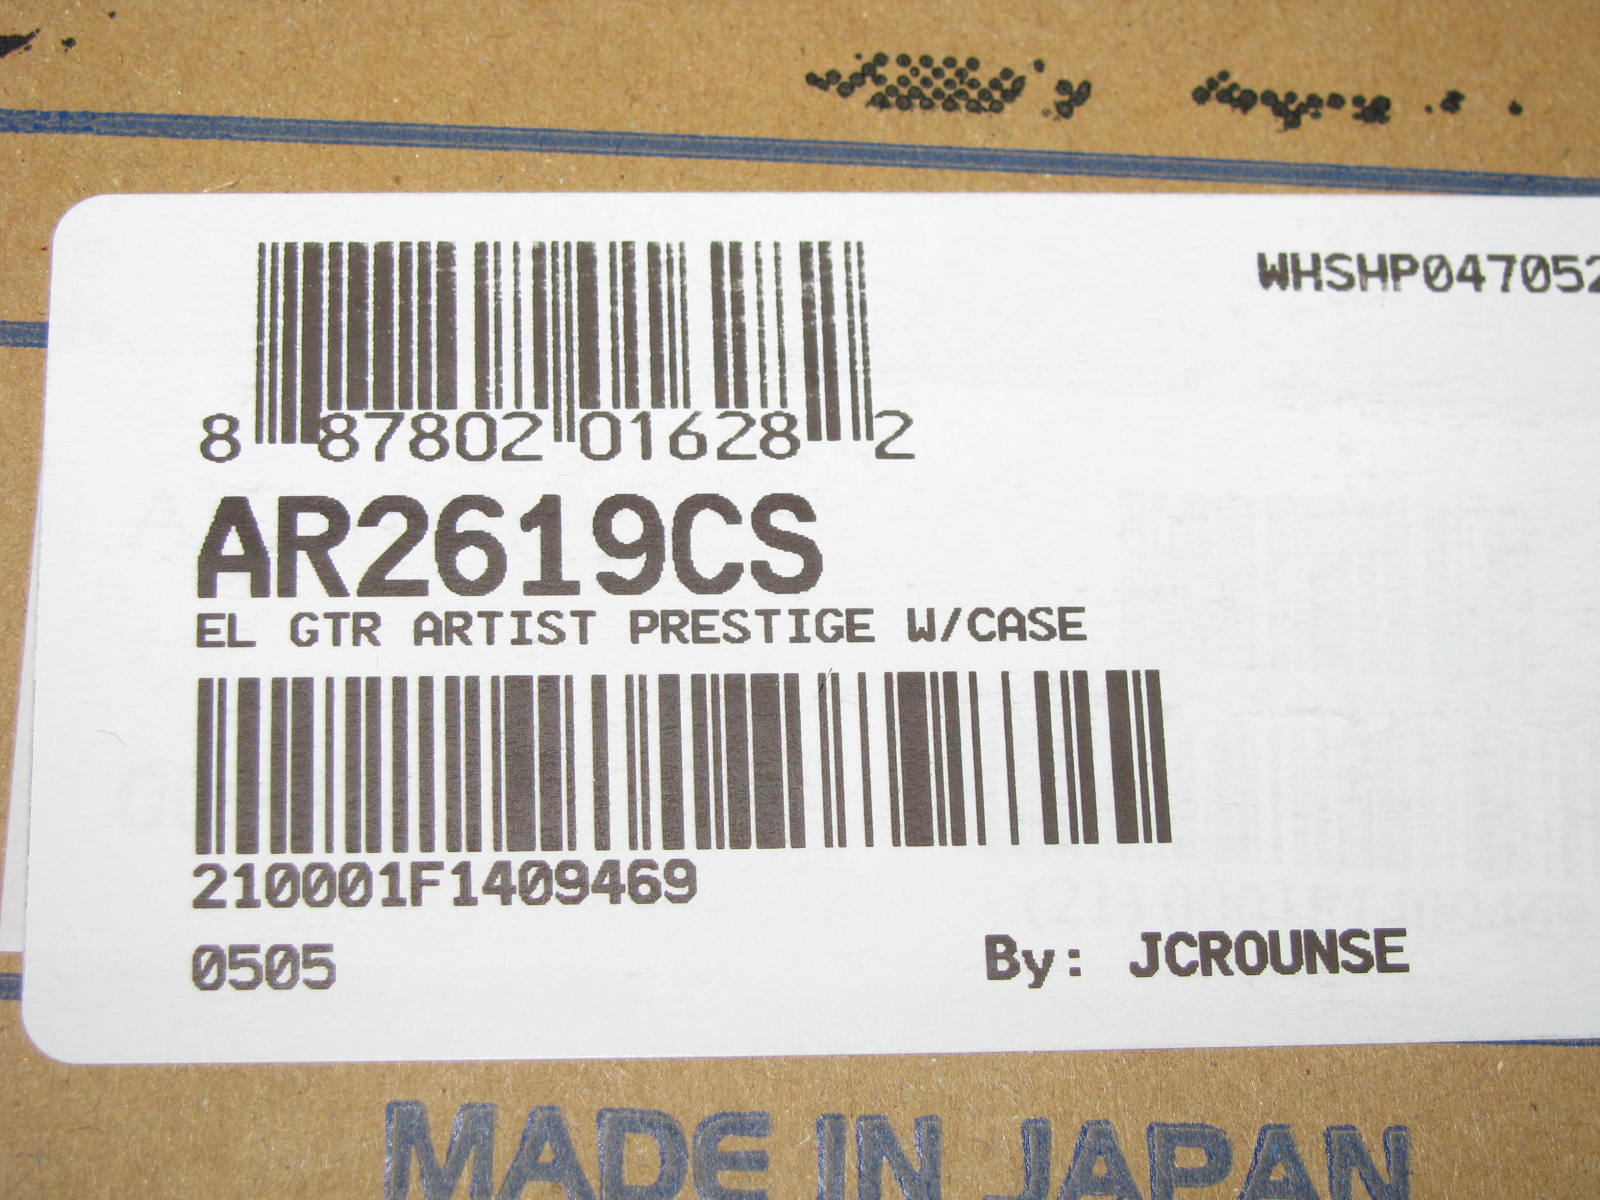 WHSHP047052
8 87802 01628 2
AR2619CS
EL GTR ARTIST PRESTIGE W/CASE
210001F1409469
0505
By: JCROUNSE
MADE IN JAPAN